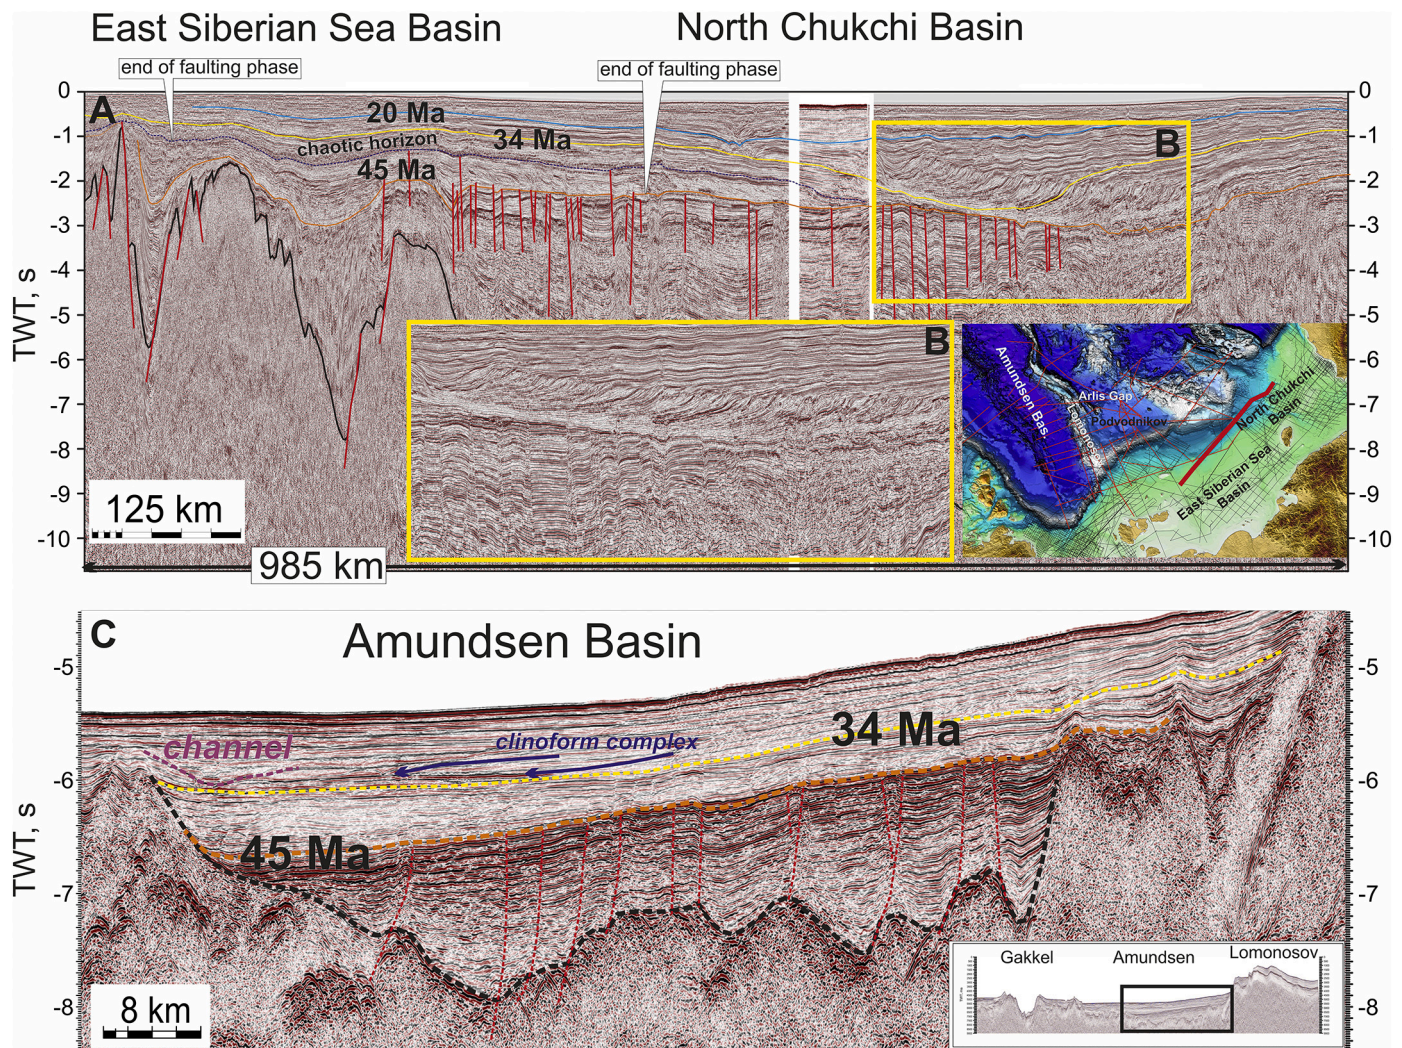 East Siberian Sea Basin
North Chukchi Basin
end of faulting phase
end of faulting phase
0
-1
-2
-3
-4
-5
-6
-7
-8
-9
-10
TWT, s
A
20 Ma
chaotic horizon
34 Ma
45 Ma
B
B
0
-1
-2
-3
-4
-5
-6
-7
-8
-9
-10
125 km
985 km
Amundsen Bas.
Lomonos
Arlis Gap
Podvodnikov
North Chukchi
Basin
East Siberian Sea
Basin
C
Amundsen Basin
-5
-6
-7
-8
TWT, s
channel
clinoform complex
34 Ma
45 Ma
-5
-6
-7
-8
8 km
Gakkel
Amundsen
Lomonosov